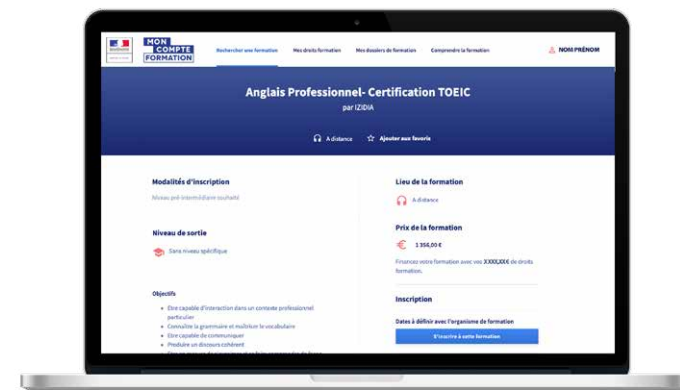 MON
COMPTE
FORMATION
Rechercher une formation
Mes droits formation
Mes dossiers de formation
Comprendre la formation
NOM PRÉNOM
Anglais Professionnel- Certification TOEIC
par IZIDIA
A distance
Ajouter aux favoris
Modalités d'inscription
Niveau pré-intermédiaire souhaité
Niveau de sortie
Sans niveau spécifique
Objectifs
Etre capable d'interaction dans un contexte professionnel
particulier
Connaître la grammaire et maîtriser le vocabulaire
Etre capable de communiquer
Produire un discours cohérent
Lieu de la formation
A distance
Prix de la formation
Financez votre formation avec vos XXXX,XX € de droits
formation.
Inscription
Dates à définir avec l'organisme de formation
S'inscrire à cette formation